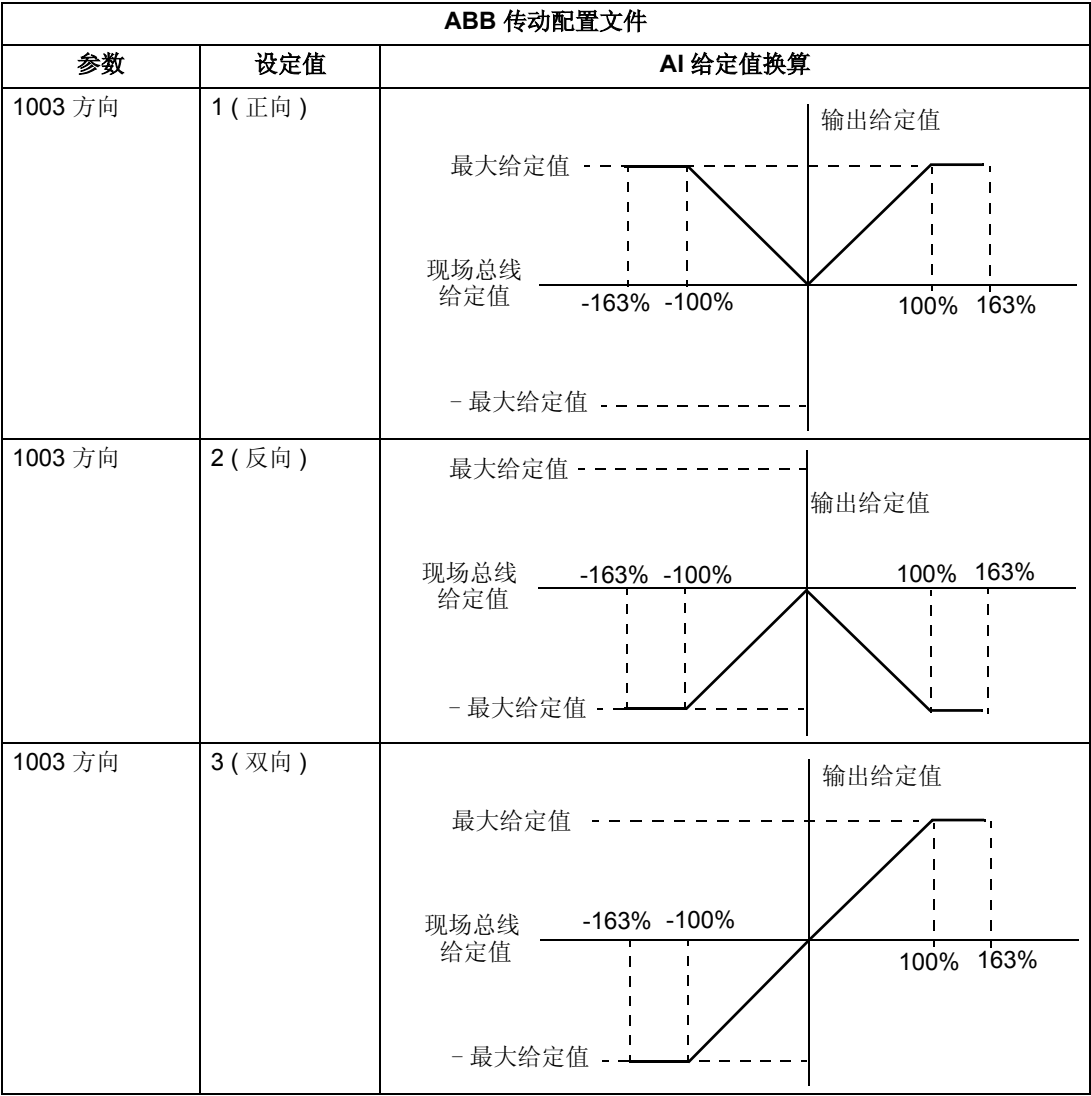 ABB 传动配置文件
参数 设定值 AI 给定值换算
1003 方向 1 ( 正向 )
输出给定值
最大给定值
现场总线
给定值
-163% -100% 100% 163%
– 最大给定值
1003 方向 2 ( 反向 )
最大给定值
输出给定值
现场总线
给定值
-163% -100% 100% 163%
– 最大给定值
1003 方向 3 ( 双向 )
输出给定值
最大给定值
现场总线
给定值
-163% -100%
100% 163%
– 最大给定值